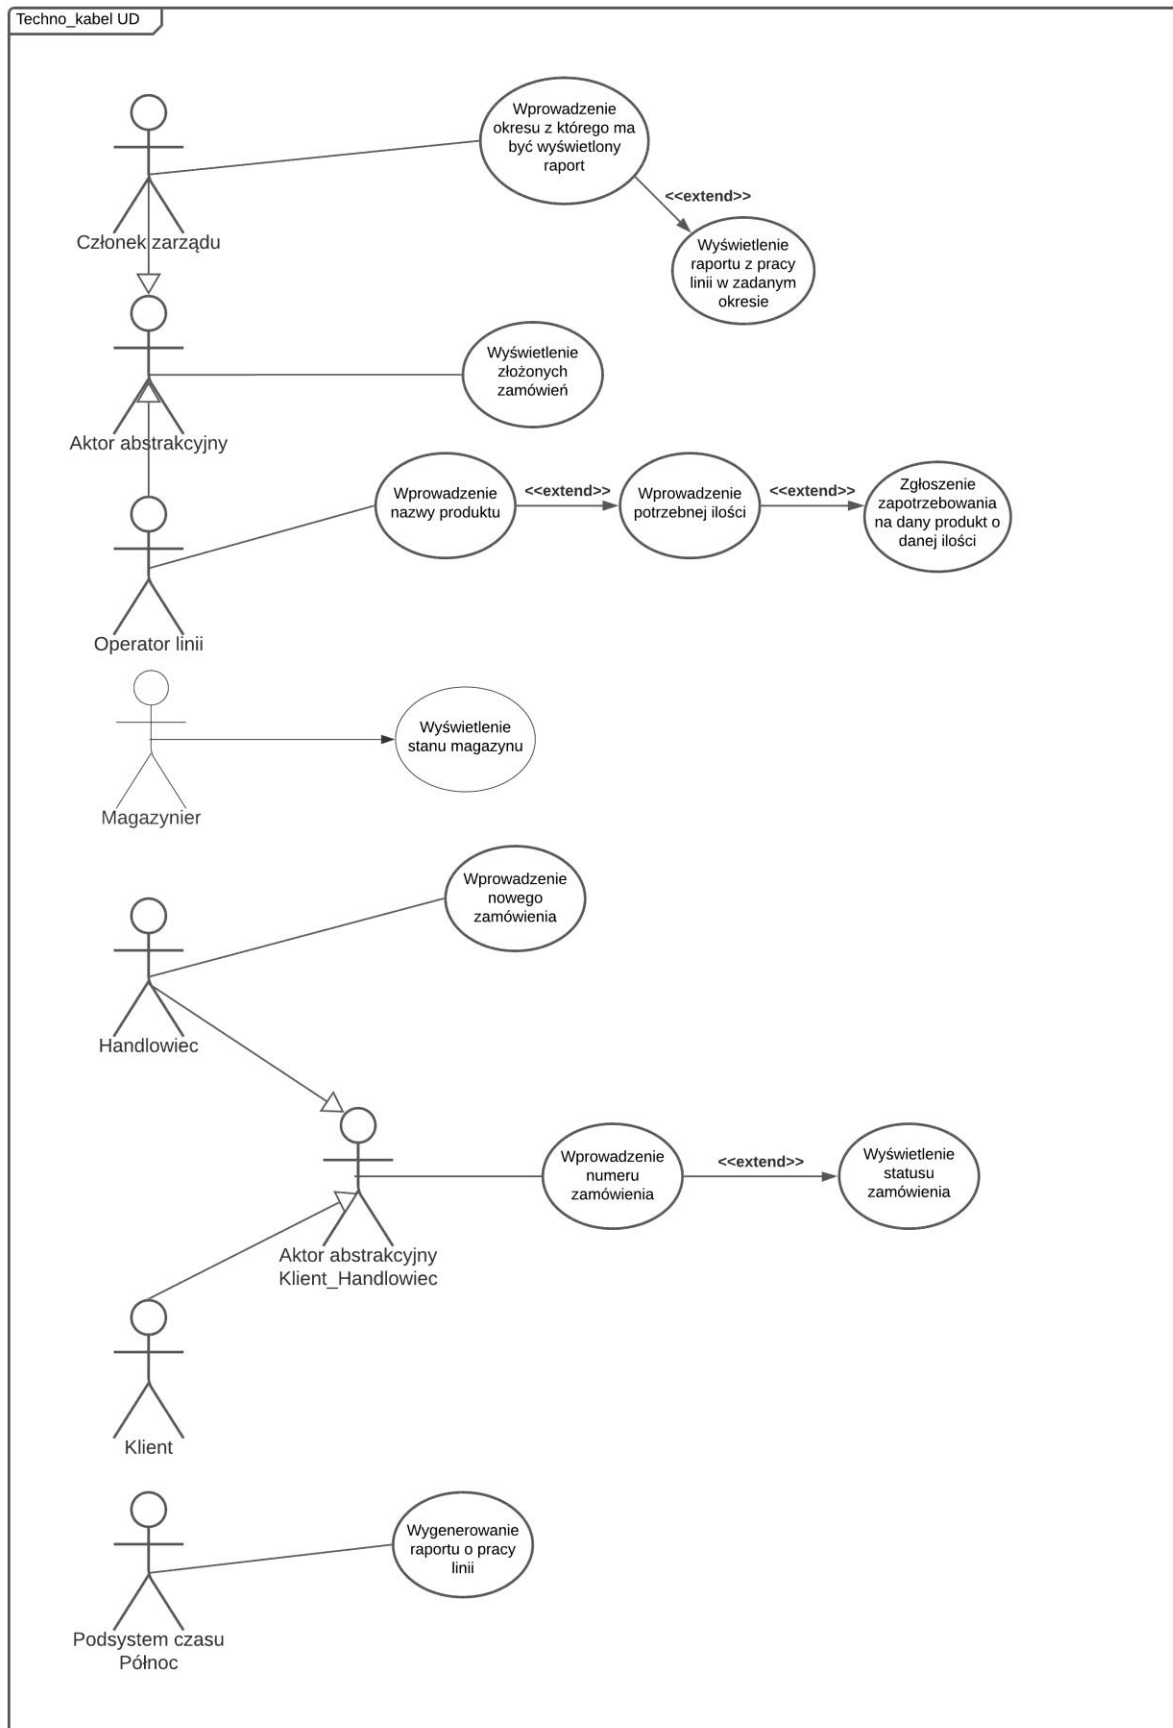 Techno_kabel UD
Wprowadzenie
okresu z którego ma
być wyświetlony
raport
<<extend>>
Członek zarządu
Wyświetlenie
raportu z pracy
linii w zadanym
okresie
Wyświetlenie
złożonych
zamówień
Aktor abstrakcyjny
Wprowadzenie
nazwy produktu
<<extend>>
Wprowadzenie
potrzebnej ilości
<<extend>>
Zgłoszenie
zapotrzebowania
na dany produkt o
danej ilości
Operator linii
Wyświetlenie
stanu magazynu
Magazynier
Wprowadzenie
nowego
zamówienia
Handlowiec
Wprowadzenie
numeru
zamówienia
<<extend>>
Wyświetlenie
statusu
zamówienia
Aktor abstrakcyjny
Klient_Handlowiec
Klient
Wygenerowanie
raportu o pracy
linii
Podsystem czasu
Północ